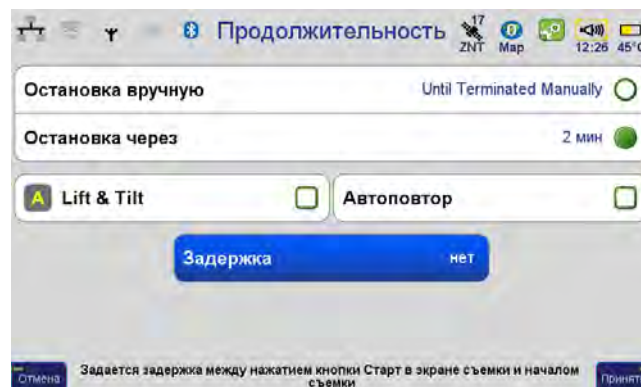 Продолжительность
17
ZNT Map 12:26 45°C
Остановка вручную Until Terminated Manually
Остановка через 2 мин
A Lift & Tilt Автоповтор
Задержка нет
Отмена Задается задержка между нажатием кнопки Старт в экране съемки и началом
съемки